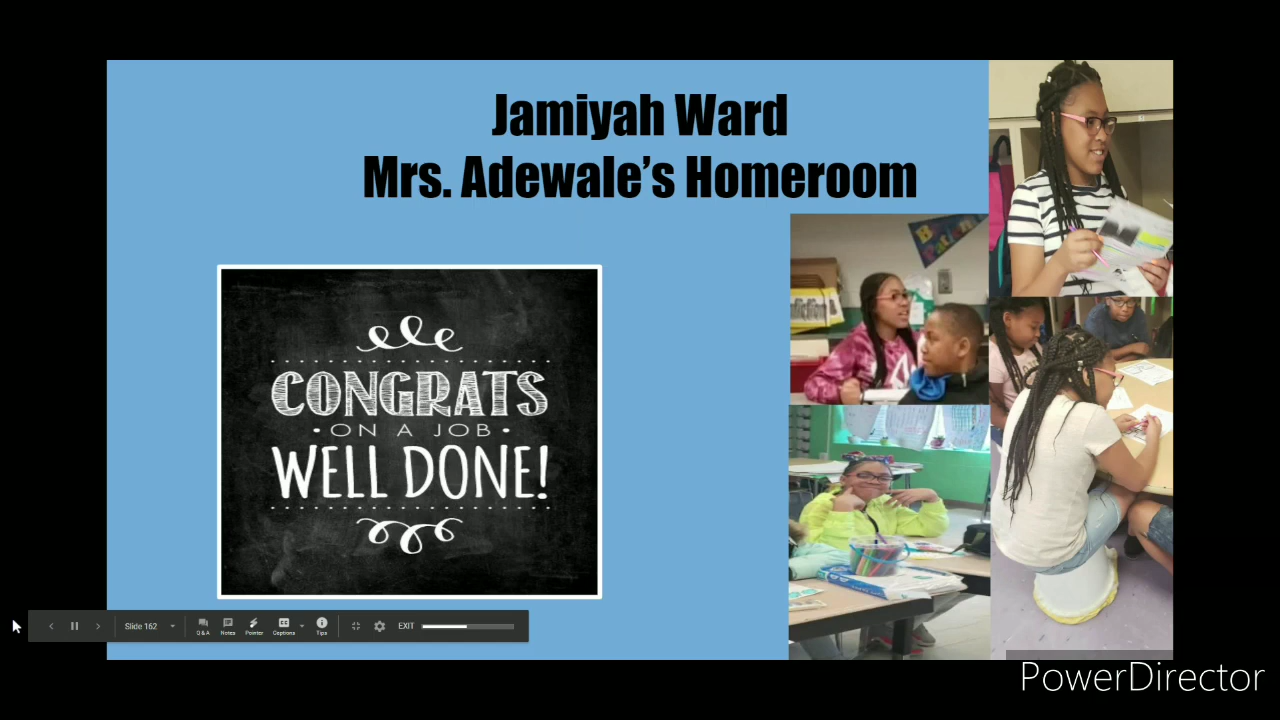 Jamiyah Ward
Mrs. Adewale's Homeroom
CONGRATS
• ON A JOB •
WELL DONE!
Slide 162
Q&A
Notes
Pointer
Captions
Tips
EXIT
PowerDirector